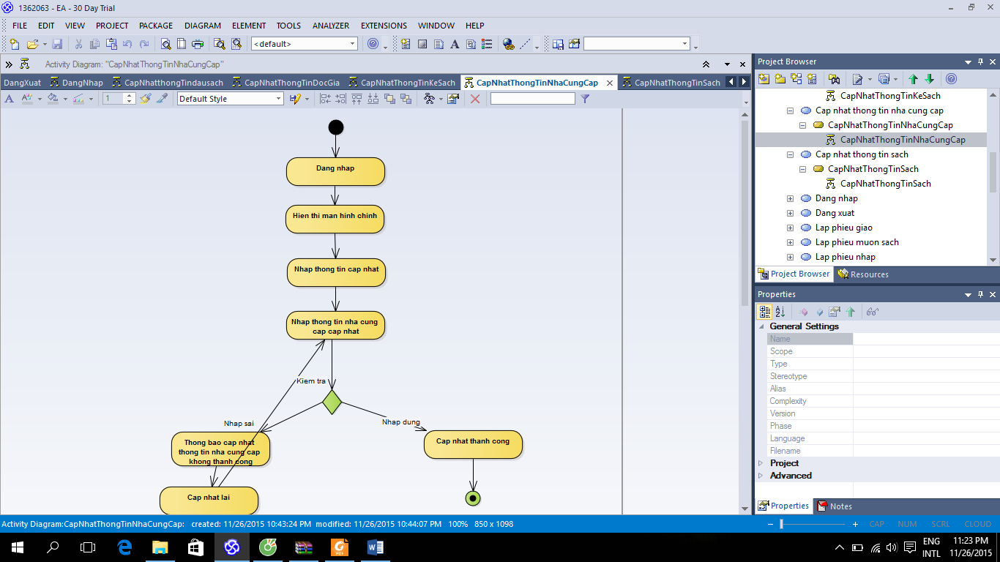 1362063 - EA - 30 Day Trial
FILE EDIT VIEW PROJECT PACKAGE DIAGRAM ELEMENT TOOLS ANALYZER EXTENSIONS WINDOW HELP
<default>
Activity Diagram: "CapNhatThongTinNhaCungCap"
DangXuat DangNhap CapNhatthongTindausach CapNhatThongTinDocGia CapNhatThongTinKeSach CapNhatThongTinNhaCungCap CapNhatThongTinSach
1 Default Style
Dang nhap
Hien thi man hinh chinh
Nhap thong tin cap nhat
Nhap thong tin nha cung
cap cap nhat
Kiem tra
Nhap sai
Nhap dung
Thong bao cap nhat
thong tin nha cung cap
khong thanh cong
Cap nhat thanh cong
Cap nhat lai
Project Browser
CapNhatThongTinKeSach
Cap nhat thong tin nha cung cap
CapNhatThongTinNhaCungCap
CapNhatThongTinNhaCungCap
Cap nhat thong tin sach
CapNhatThongTinSach
CapNhatThongTinSach
Dang nhap
Dang xuat
Lap phieu giao
Lap phieu muon sach
Lap phieu nhap
Project Browser Resources
Properties
General Settings
Name
Scope
Type
Stereotype
Alias
Complexity
Version
Phase
Language
Filename
Project
Advanced
Properties Notes
Activity Diagram:CapNhatThongTinNhaCungCap: created: 11/26/2015 10:43:24 PM modified: 11/26/2015 10:44:07 PM 100% 850 x 1098
CAP NUM SCRL CLOUD
ENG
INTL
11:23 PM
11/26/2015